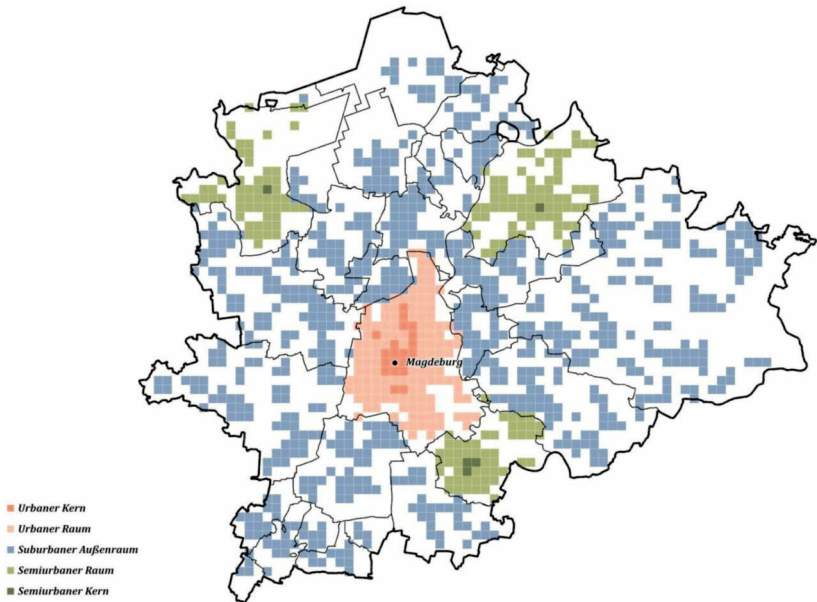 Magdeburg
Urbaner Kern
Urbaner Raum
Suburbaner Außenraum
Semiurbaner Raum
Semiurbaner Kern